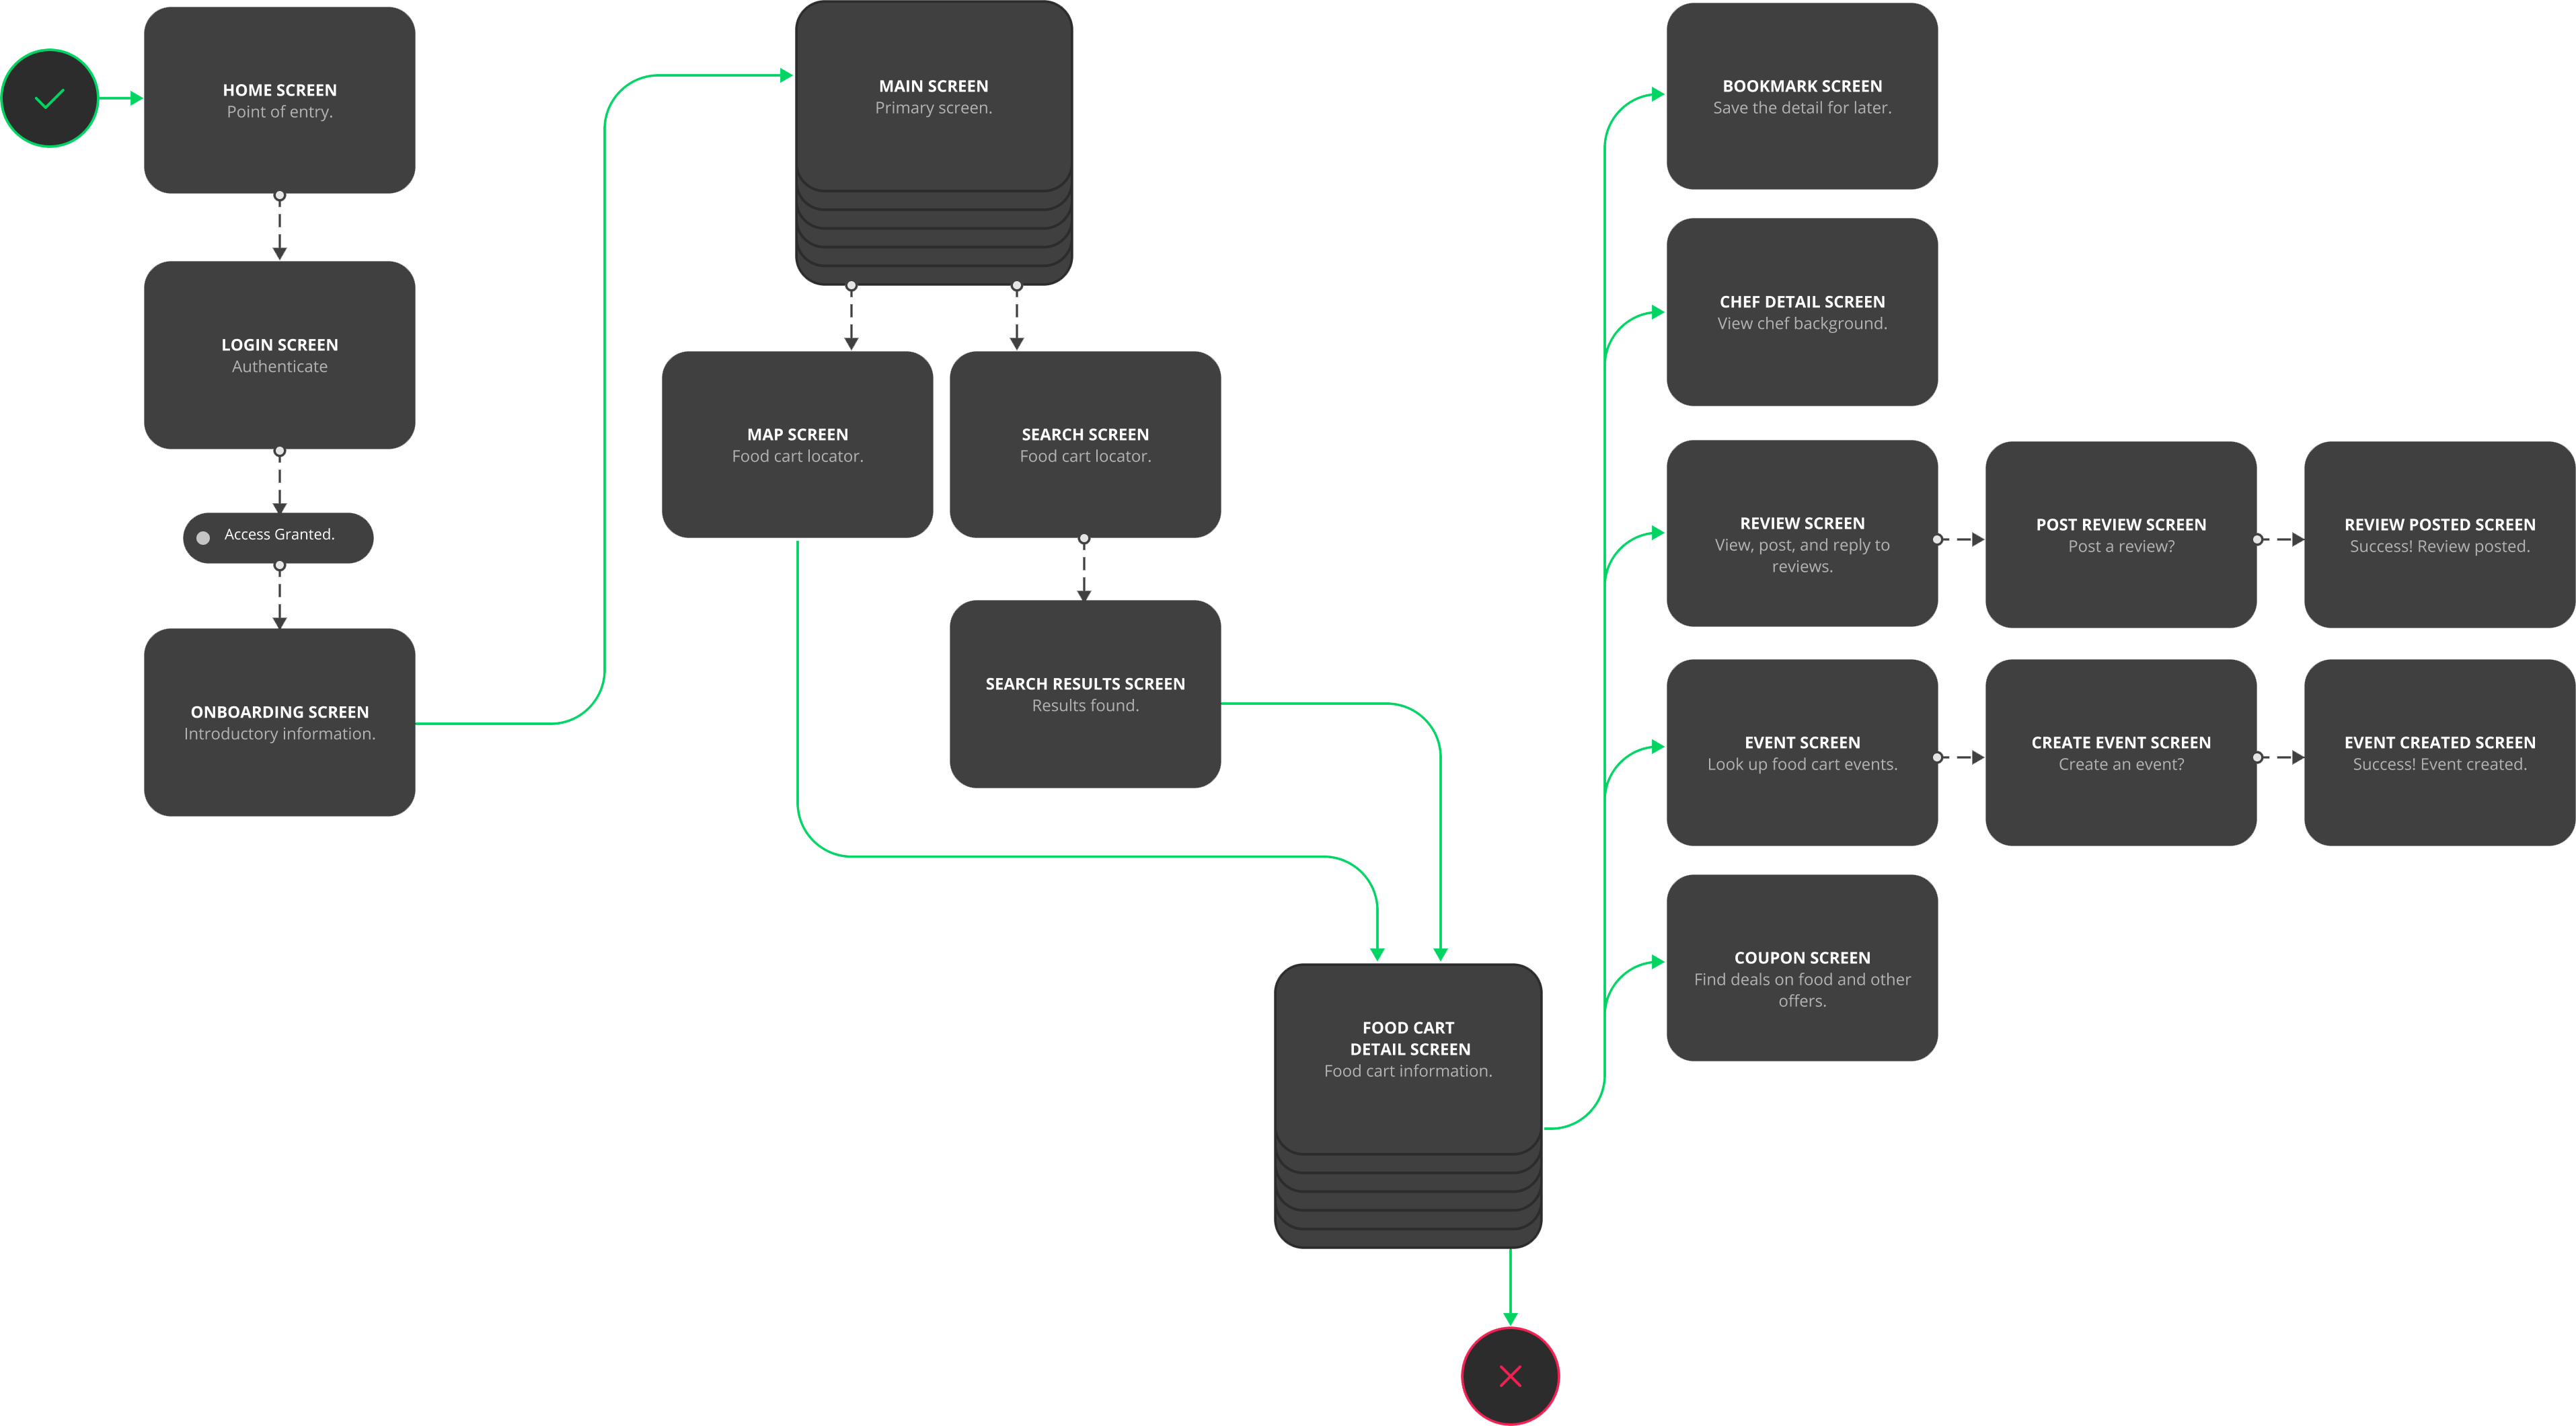 HOME SCREEN
Point of entry.
LOGIN SCREEN
Authenticate
Access Granted.
ONBOARDING SCREEN
Introductory information.
MAIN SCREEN
Primary screen.
MAP SCREEN
Food cart locator.
SEARCH SCREEN
Food cart locator.
SEARCH RESULTS SCREEN
Results found.
FOOD CART
DETAIL SCREEN
Food cart information.
BOOKMARK SCREEN
Save the detail for later.
CHEF DETAIL SCREEN
View chef background.
REVIEW SCREEN
View, post, and reply to
reviews.
POST REVIEW SCREEN
Post a review?
REVIEW POSTED SCREEN
Success! Review posted.
EVENT SCREEN
Look up food cart events.
CREATE EVENT SCREEN
Create an event?
EVENT CREATED SCREEN
Success! Event created.
COUPON SCREEN
Find deals on food and other
offers.